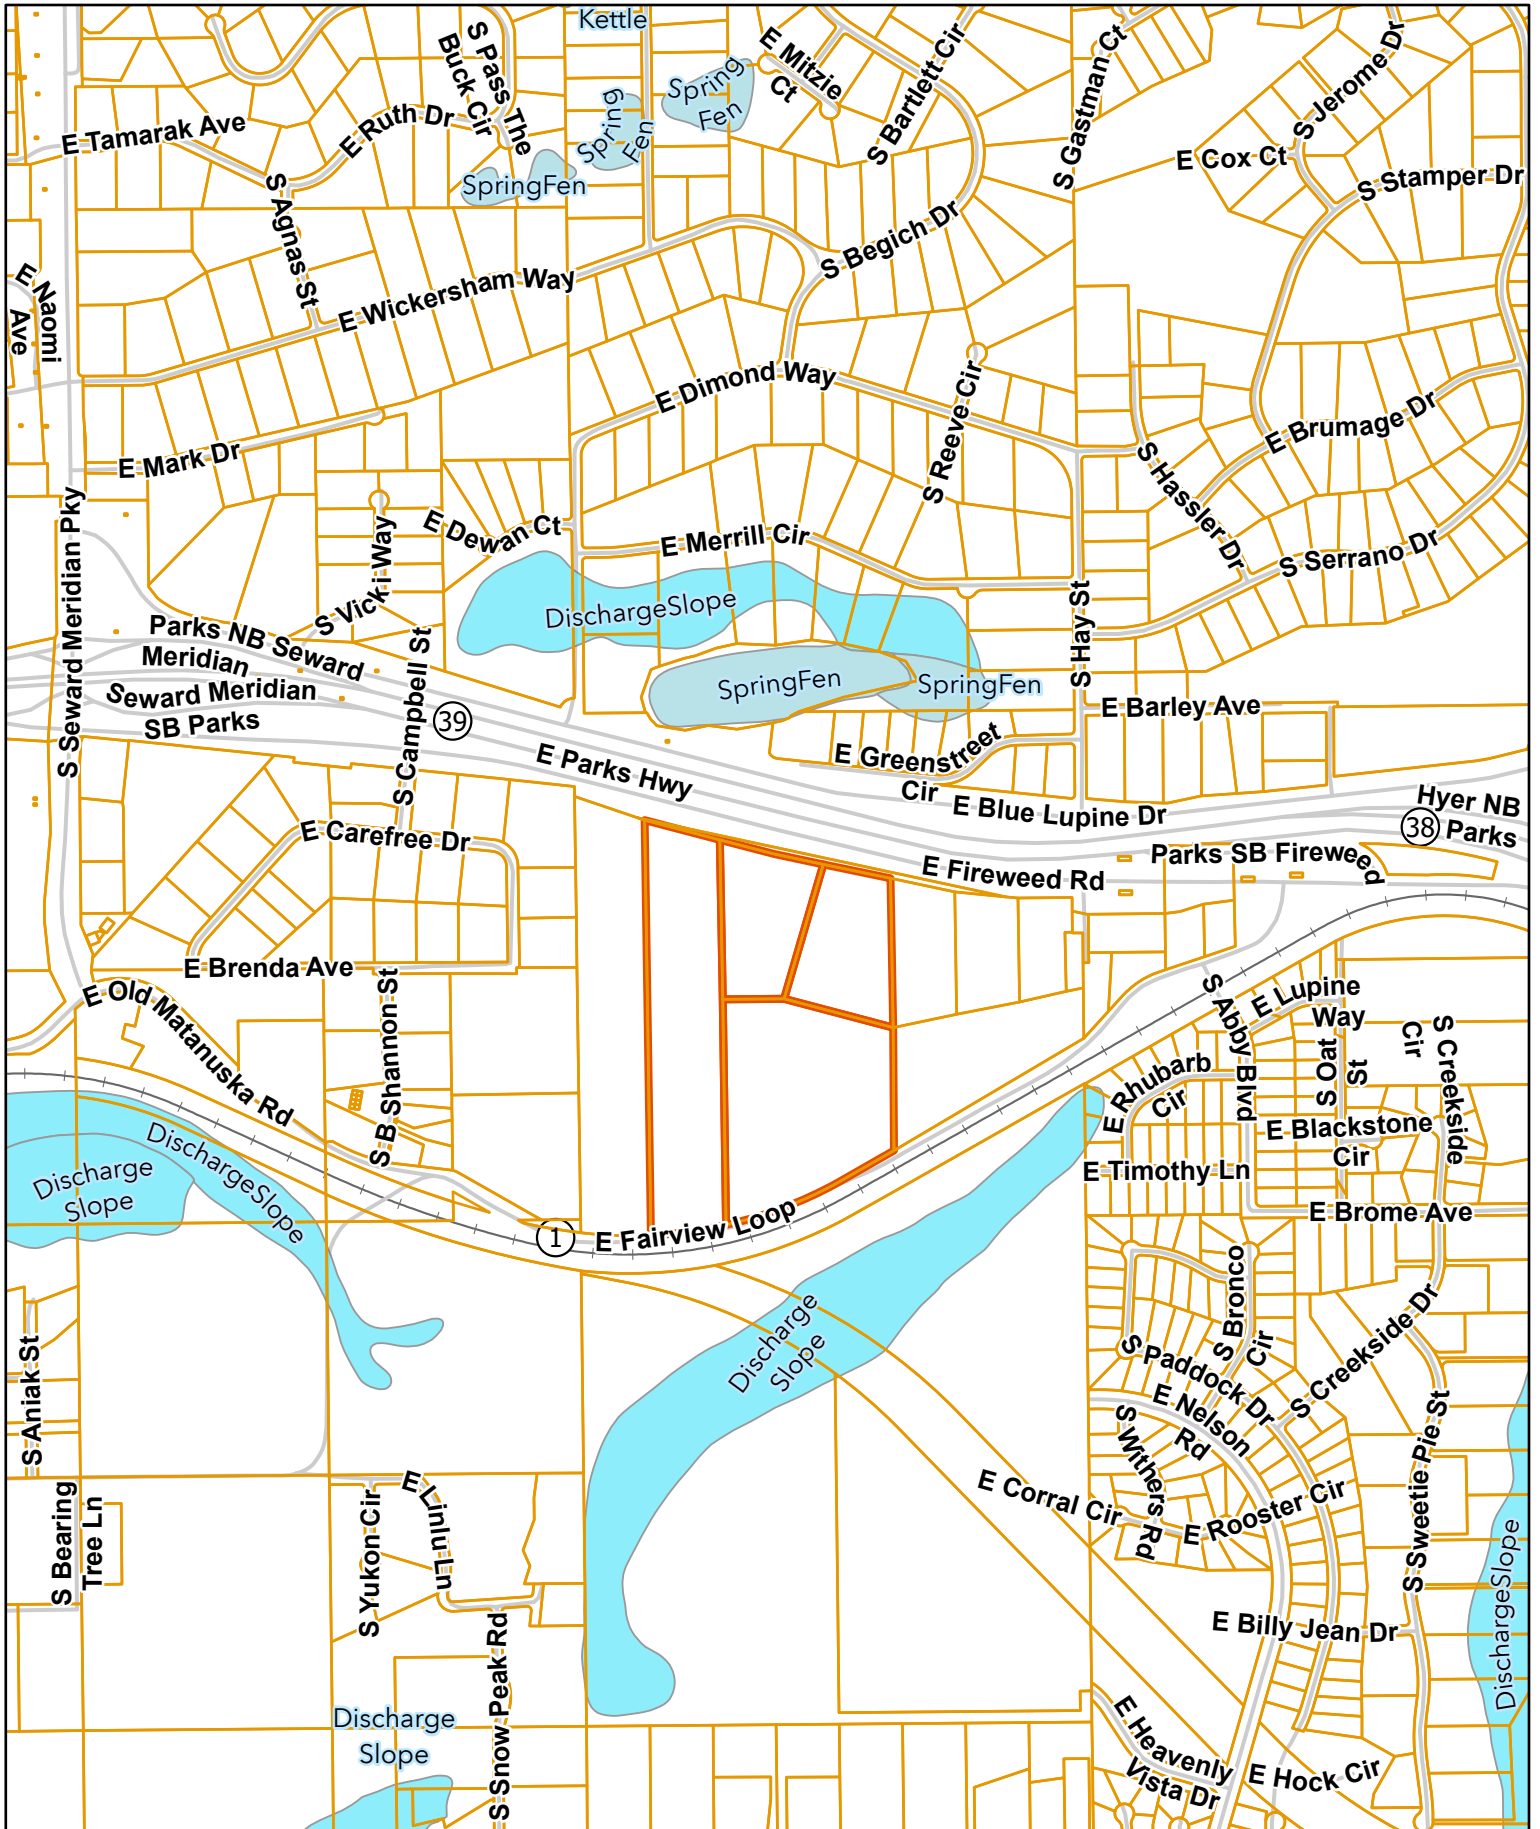 Kettle
S Pass The
Buck Cir
Spring
Fen
Spring
Fen
E Mitzie
Ct
S Bartlett Cir
S Gastman Ct
S Jerome Dr
E Tamarak Ave
E Ruth Dr
SpringFen
E Cox Ct
S Stamper Dr
S Agnas St
S Begich Dr
E Naomi
Ave
E Wickersham Way
E Dimond Way
S Reeve Cir
E Brumage Dr
E Mark Dr
S Hassler Dr
E Dewan Ct
E Merrill Cir
S Serrano Dr
S Seward Meridian Pky
S Vicki Way
DischargeSlope
S Hay St
Parks NB Seward
Meridian
Seward Meridian
SB Parks
S Campbell St
39
SpringFen
SpringFen
E Barley Ave
E Greenstreet
Cir
E Parks Hwy
E Blue Lupine Dr
Hyer NB
Parks
38
E Carefree Dr
E Fireweed Rd
Parks SB Fireweed
E Brenda Ave
E Old Matanuska Rd
S B Shannon St
S Abby Blvd
E Lupine
Way
S Oat
St
S Creekside
Cir
E Rhubarb
Cir
E Blackstone
Cir
Discharge
Slope
DischargeSlope
E Timothy Ln
1
E Fairview Loop
E Brome Ave
S Bronco
Cir
Discharge
Slope
S Aniak St
S Paddock Dr
S Creekside Dr
E Nelson
Rd
S Withers Rd
S Sweetie Pie St
E Corral Cir
E Rooster Cir
S Bearing
Tree Ln
S Yukon Cir
E Linlu Ln
DischargeSlope
E Billy Jean Dr
S Snow Peak Rd
Discharge
Slope
E Heavenly
Vista Dr
E Hock Cir